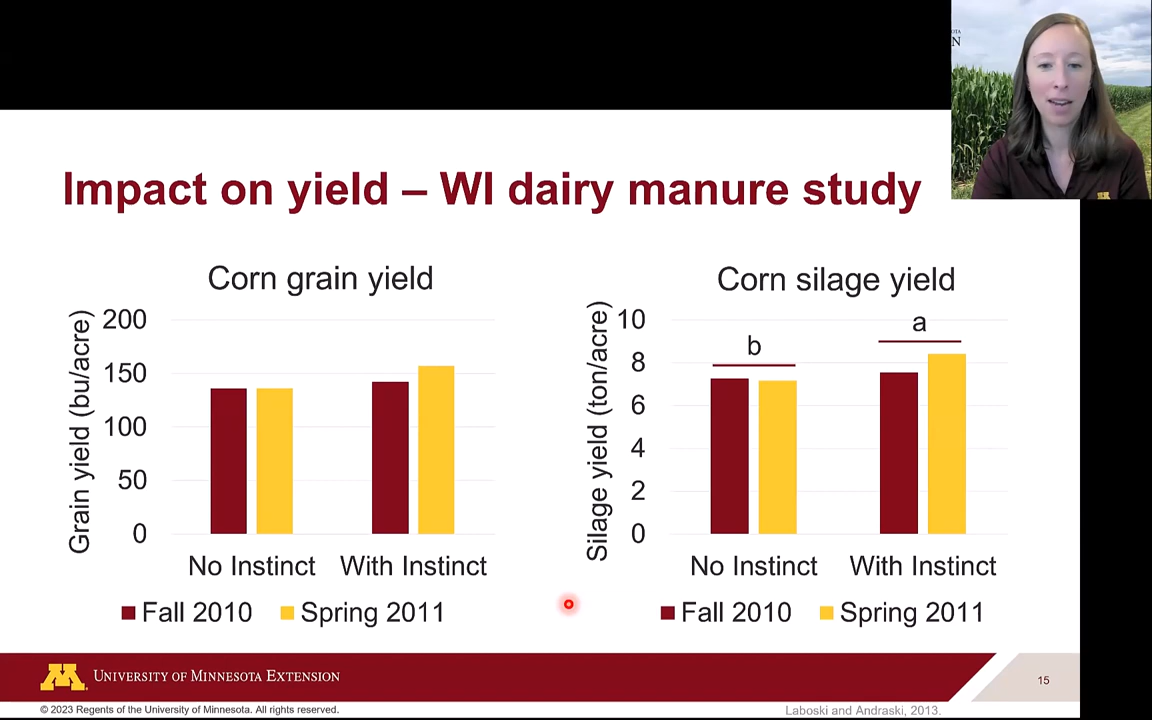 OTA
N
Impact on yield – WI dairy manure study
Corn grain yield
Grain yield (bu/acre)
200
150
100
50
0
No Instinct With Instinct
Fall 2010 Spring 2011
Corn silage yield
Silage yield (ton/acre)
10
8
6
4
2
0
b
a
No Instinct With Instinct
Fall 2010 Spring 2011
M UNIVERSITY OF MINNESOTA EXTENSION
15
© 2023 Regents of the University of Minnesota. All rights reserved.
Laboski and Andraski, 2013.